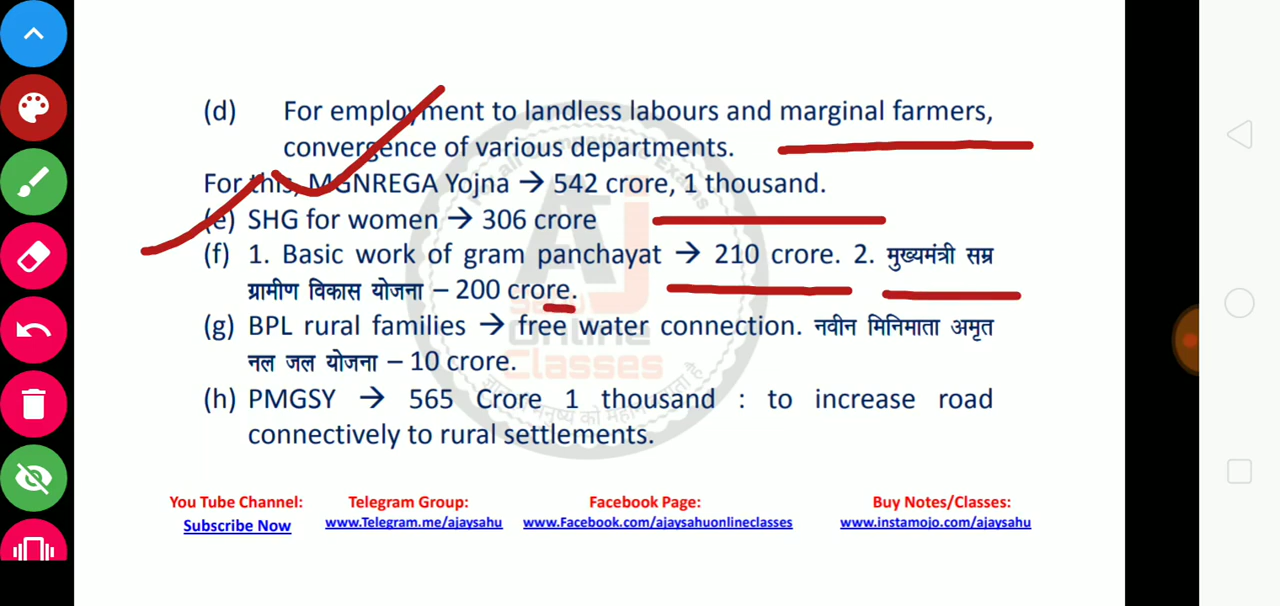 (d) For employment to landless labours and marginal farmers,
convergence of various departments.
For this, MGNREGA Yojna → 542 crore, 1 thousand.
(e) SHG for women → 306 crore
(f) 1. Basic work of gram panchayat → 210 crore. 2. मुख्यमंत्री सम्र
ग्रामीण विकास योजना – 200 crore.
(g) BPL rural families → free water connection. नवीन मिनिमाता अमृत
नल जल योजना – 10 crore.
(h) PMGSY → 565 Crore 1 thousand : to increase road
connectively to rural settlements.
AJ
Online
Classes
You Tube Channel: Telegram Group: Facebook Page: Buy Notes/Classes:
Subscribe Now www.Telegram.me/ajaysahu www.Facebook.com/ajaysahuonlineclasses www.instamojo.com/ajaysahu